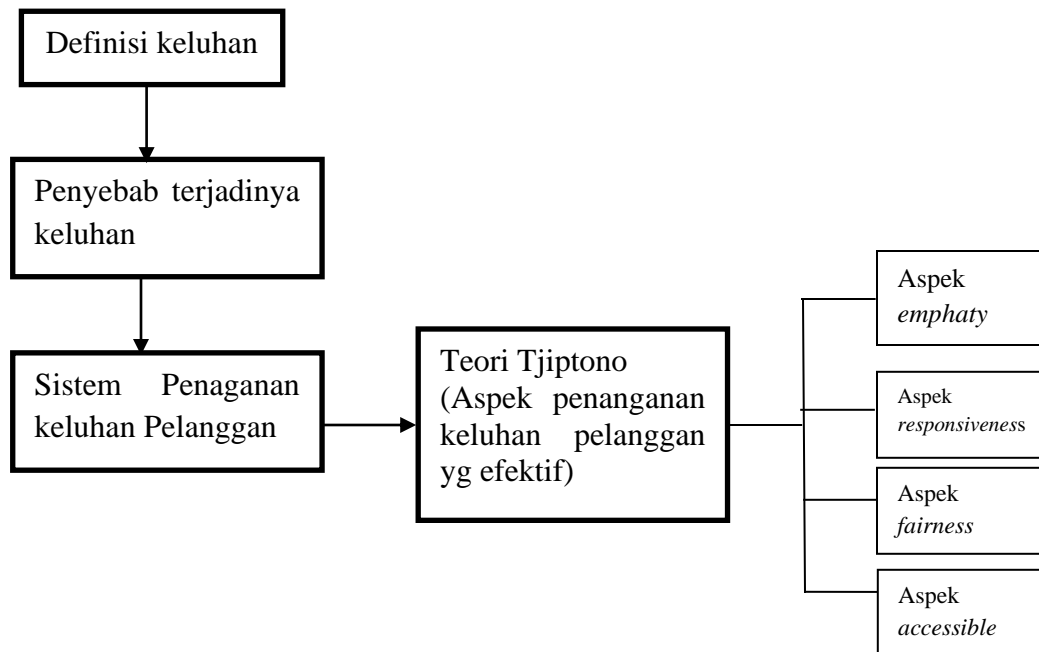 Definisi keluhan
Penyebab terjadinya
keluhan
Sistem Penaganan
keluhan Pelanggan
Teori Tjiptono
(Aspek penanganan
keluhan pelanggan
yg efektif)
Aspek
emphaty
Aspek
responsiveness
Aspek
fairness
Aspek
accessible